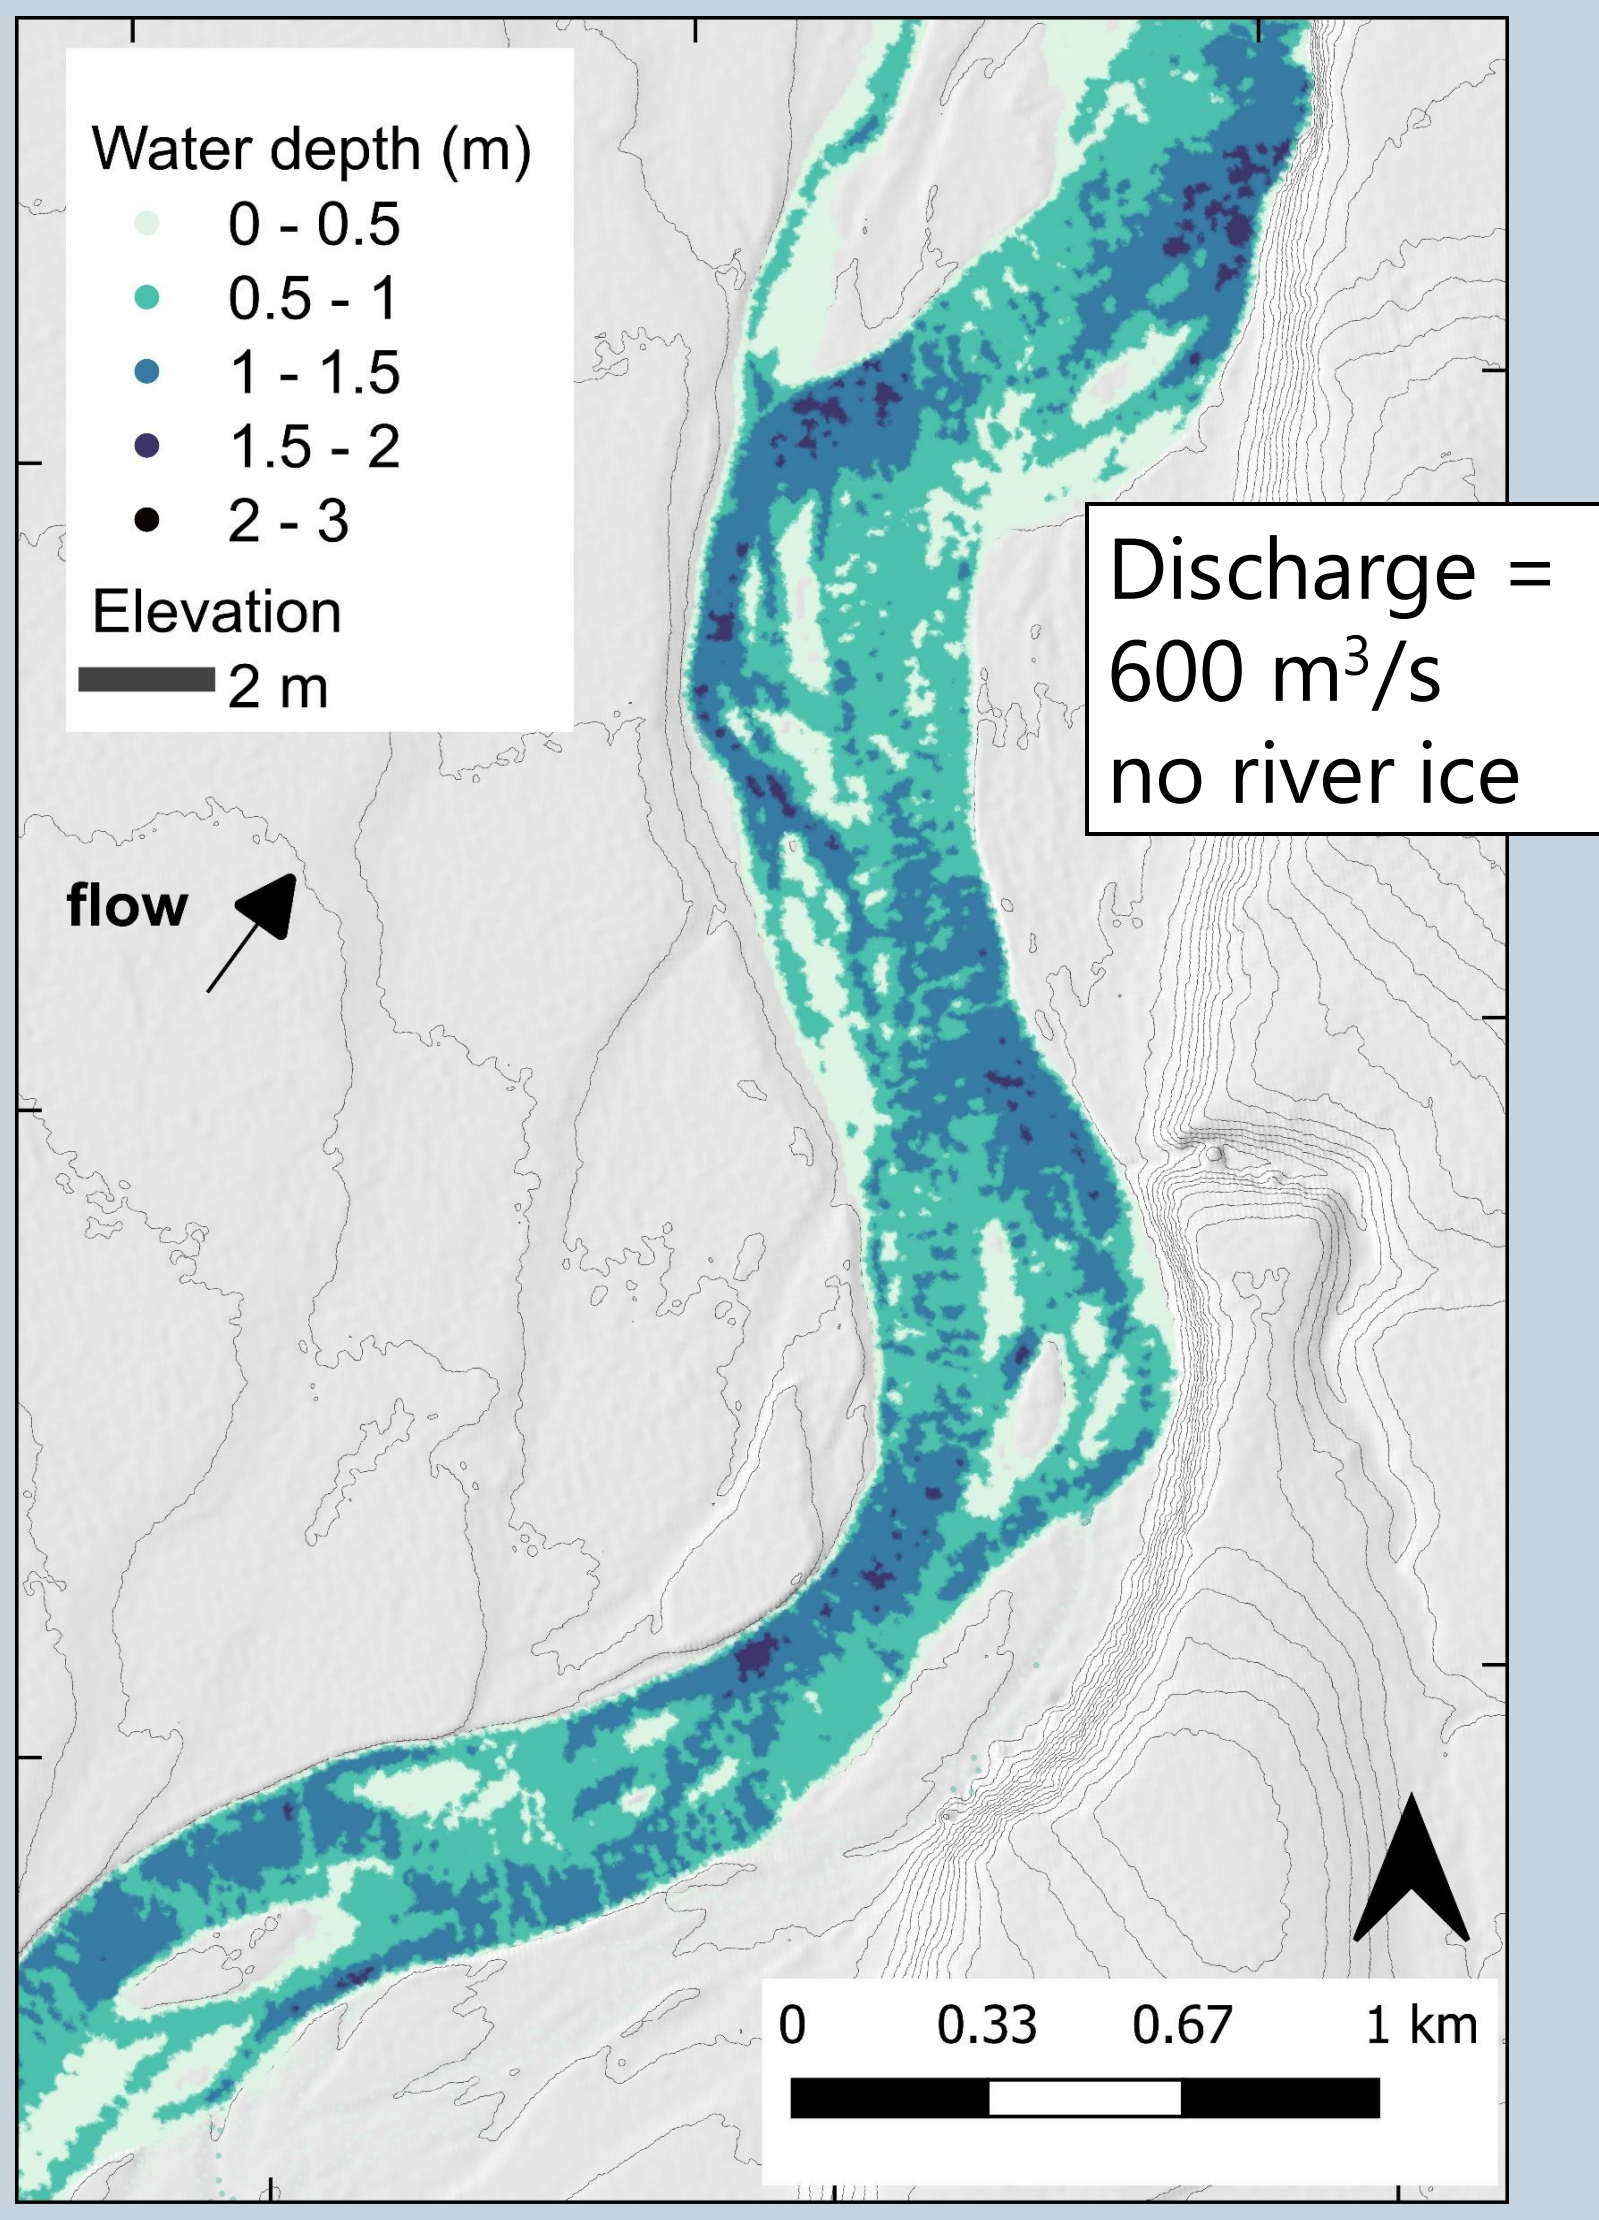 Water depth (m)
0 - 0.5
0.5 - 1
1 - 1.5
1.5 - 2
2 - 3
Elevation
2 m
Discharge =
600 m³/s
no river ice
flow
0 0.33 0.67 1 km